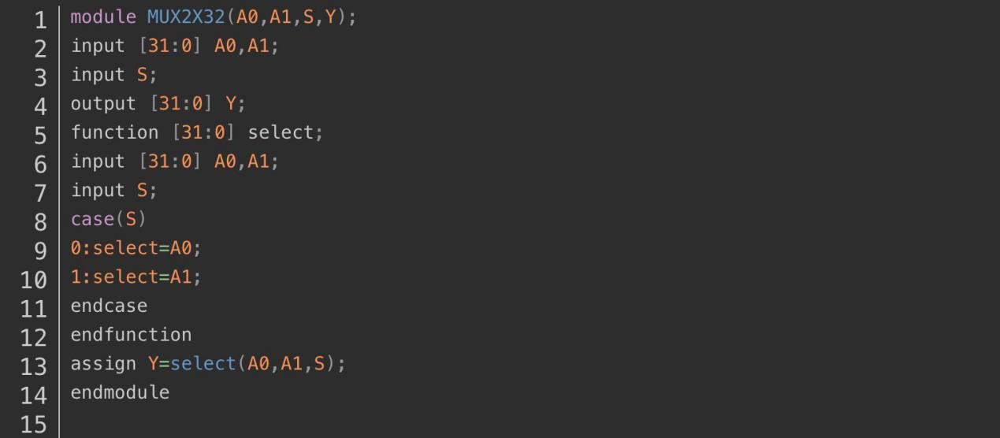 1 module MUX2X32(A0,A1,S,Y);
2 input [31:0] A0,A1;
3 input S;
4 output [31:0] Y;
5 function [31:0] select;
6 input [31:0] A0,A1;
7 input S;
8 case(S)
9 0:select=A0;
10 1:select=A1;
11 endcase
12 endfunction
13 assign Y=select(A0,A1,S);
14 endmodule
15